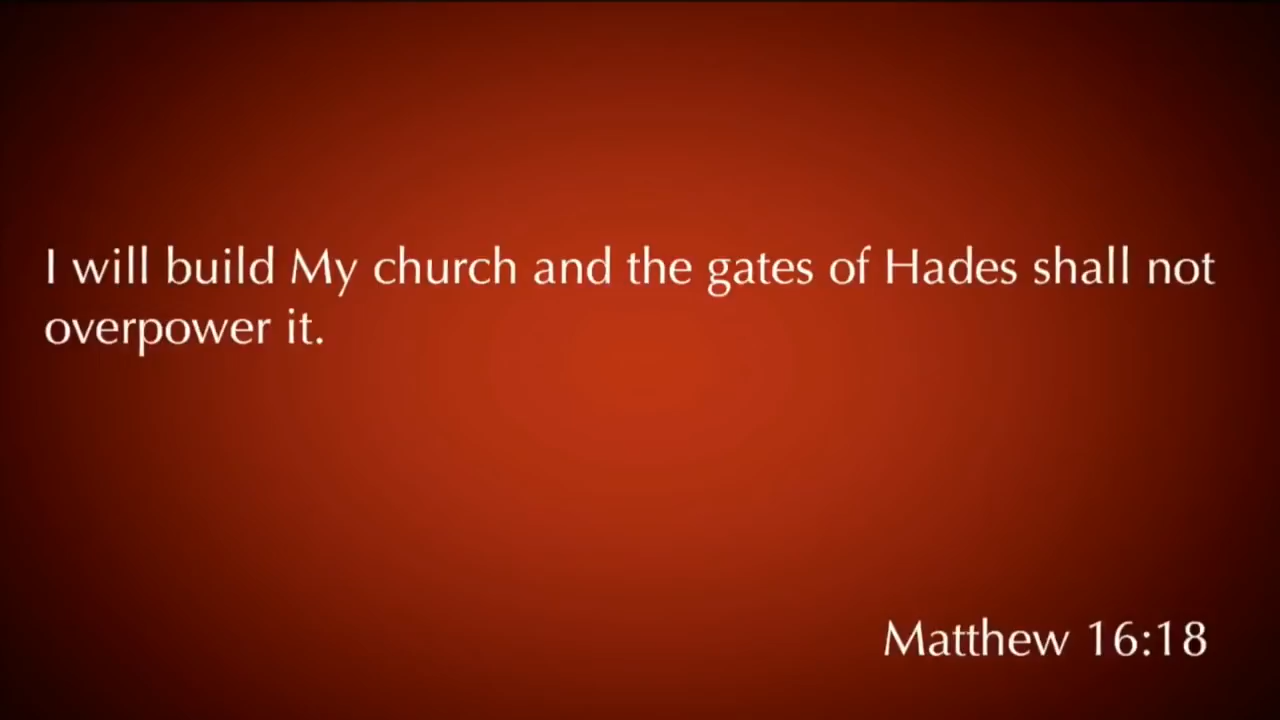 I will build My church and the gates of Hades shall not
overpower it.
Matthew 16:18